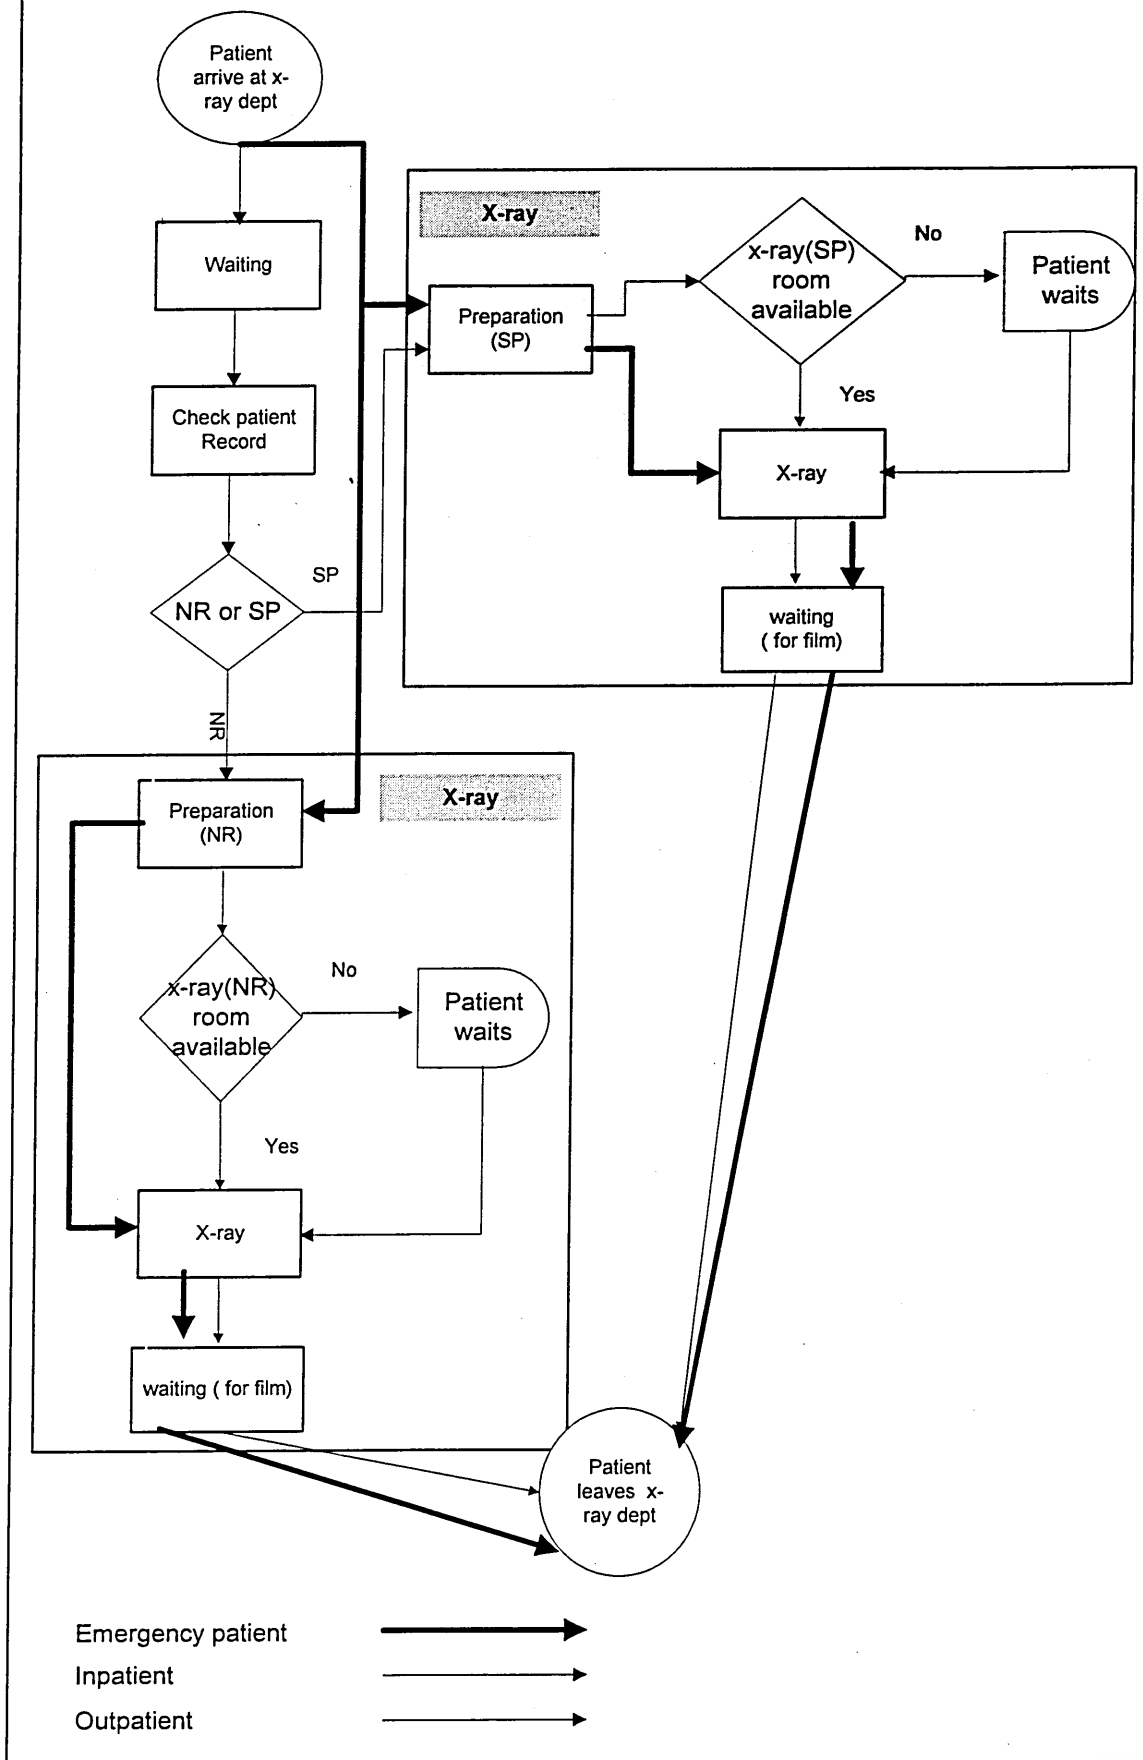 Patient
arrive at x-
ray dept
Waiting
Check patient
Record
NR or SP
SP
NR
X-ray
Preparation
(SP)
x-ray(SP)
room
available
No
Patient
waits
Yes
X-ray
waiting
( for film)
X-ray
Preparation
(NR)
x-ray(NR)
room
available
No
Patient
waits
Yes
X-ray
waiting ( for film)
Patient
leaves x-
ray dept
Emergency patient
Inpatient
Outpatient